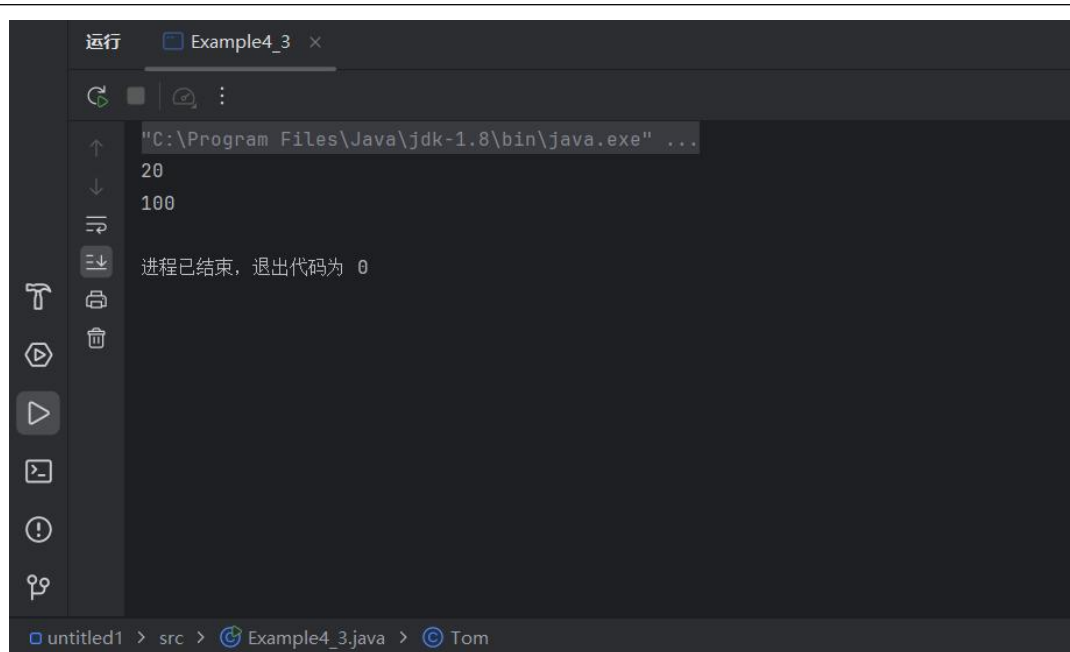 运行 Example4_3
"C:\Program Files\Java\jdk-1.8\bin\java.exe" ...
20
100
进程已结束，退出代码为 0
untitled1 > src > Example4_3.java > Tom